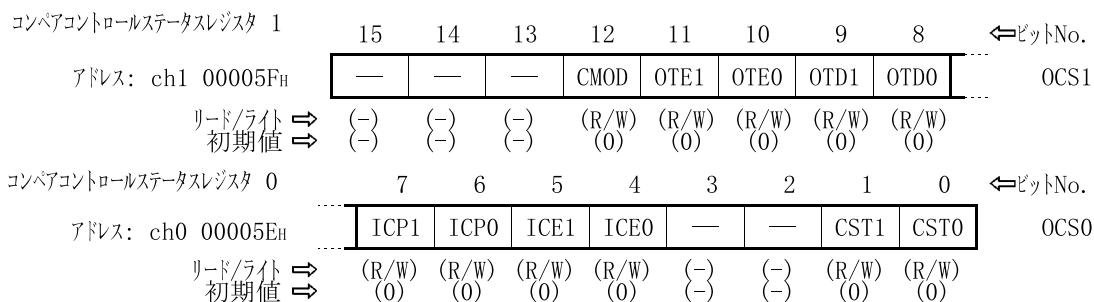 コンペアコントロールステータスレジスタ 1
15 14 13 12 11 10 9 8 ⇦ビットNo.
アドレス: ch1 00005FH — — — CMOD OTE1 OTE0 OTD1 OTD0 OCS1
リード/ライト ⇨ (-) (-) (-) (R/W) (R/W) (R/W) (R/W) (R/W)
初期値 ⇨ (-) (-) (-) (0) (0) (0) (0) (0)
コンペアコントロールステータスレジスタ 0
7 6 5 4 3 2 1 0 ⇦ビットNo.
アドレス: ch0 00005EH ICP1 ICP0 ICE1 ICE0 — — CST1 CST0 OCS0
リード/ライト ⇨ (R/W) (R/W) (R/W) (R/W) (-) (-) (R/W) (R/W)
初期値 ⇨ (0) (0) (0) (0) (-) (-) (0) (0)